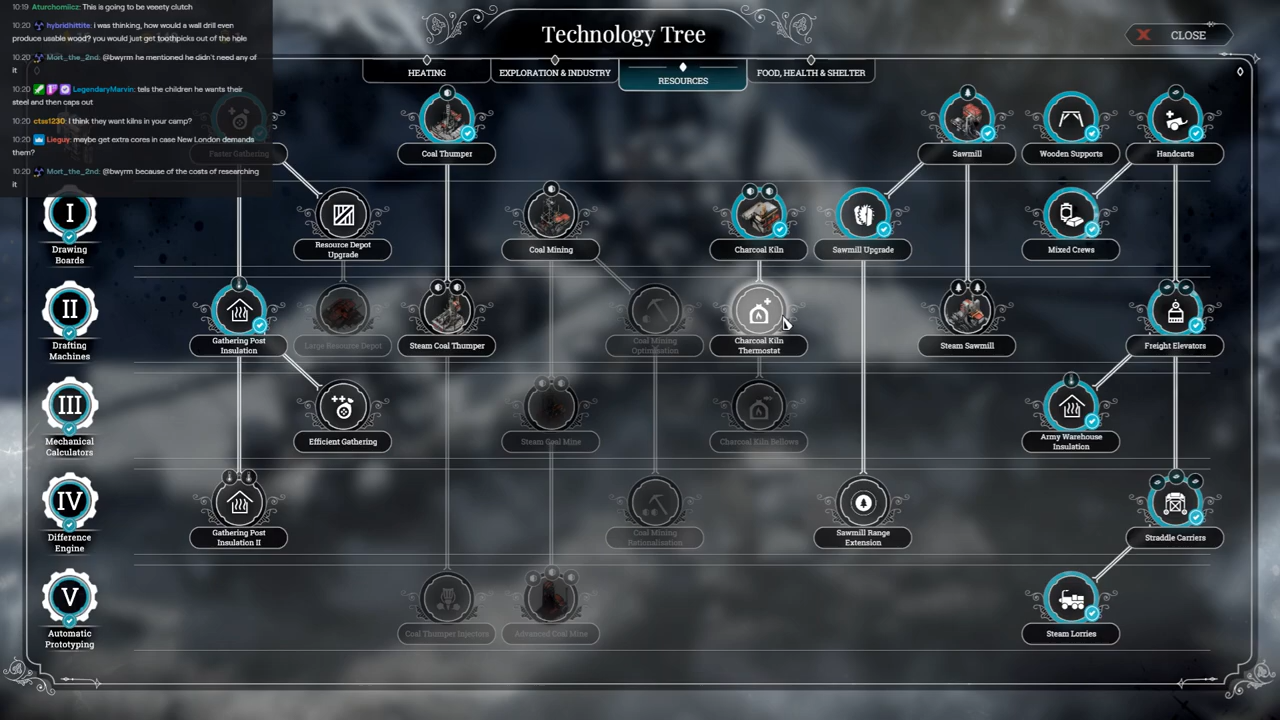 10:19 Aturchomiicz: This is going to be veeety clutch
10:20 hybridhittite: i was thinking, how would a wall drill even
produce usable wood? you would just get toothpicks out of the hole
10:20 Mort_the_2nd: @bwyrm he mentioned he didn't need any of
it
10:20 LegendaryMarvin: tells the children he wants their
steel and then caps out
10:20 ctss1230: I think they want kilns in your camp?
10:20 Lieguy: maybe get extra cores in case New London demands
them?
10:20 Mort_the_2nd: @bwyrm because of the costs of researching
it
Technology Tree
CLOSE
HEATING
EXPLORATION & INDUSTRY
RESOURCES
FOOD, HEALTH & SHELTER
Faster Gathering
Coal Thumper
Sawmill
Wooden Supports
Handcarts
I
Drawing
Boards
Resource Depot
Upgrade
Coal Mining
Charcoal Kiln
Sawmill Upgrade
Mixed Crews
II
Drafting
Machines
Gathering Post
Insulation
Large Resource Depot
Steam Coal Thumper
Coal Mining
Optimisation
Charcoal Kiln
Thermostat
Steam Sawmill
Freight Elevators
III
Mechanical
Calculators
Efficient Gathering
Steam Coal Mine
Charcoal Kiln Bellows
Army Warehouse
Insulation
IV
Difference
Engine
Gathering Post
Insulation II
Coal Mining
Rationalisation
Sawmill Range
Extension
Straddle Carriers
V
Automatic
Prototyping
Coal Thumper Injectors
Advanced Coal Mine
Steam Lorries